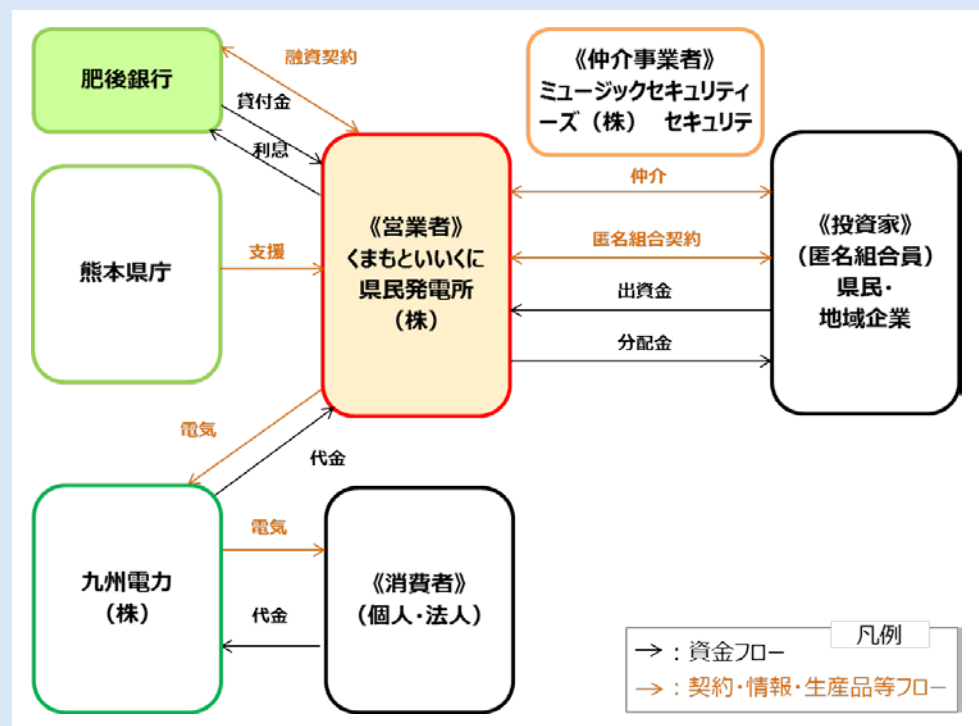 肥後銀行
融資契約
貸付金
利息
《仲介事業者》
ミュージックセキュリティ
ーズ（株）　セキュリテ
熊本県庁
支援
《営業者》
くまもといいくに
県民発電所
（株）
仲介
匿名組合契約
出資金
分配金
《投資家》
（匿名組合員）
県民・
地域企業
電気
代金
九州電力
（株）
電気
代金
《消費者》
（個人・法人）
凡例
→：資金フロー
→：契約・情報・生産品等フロー